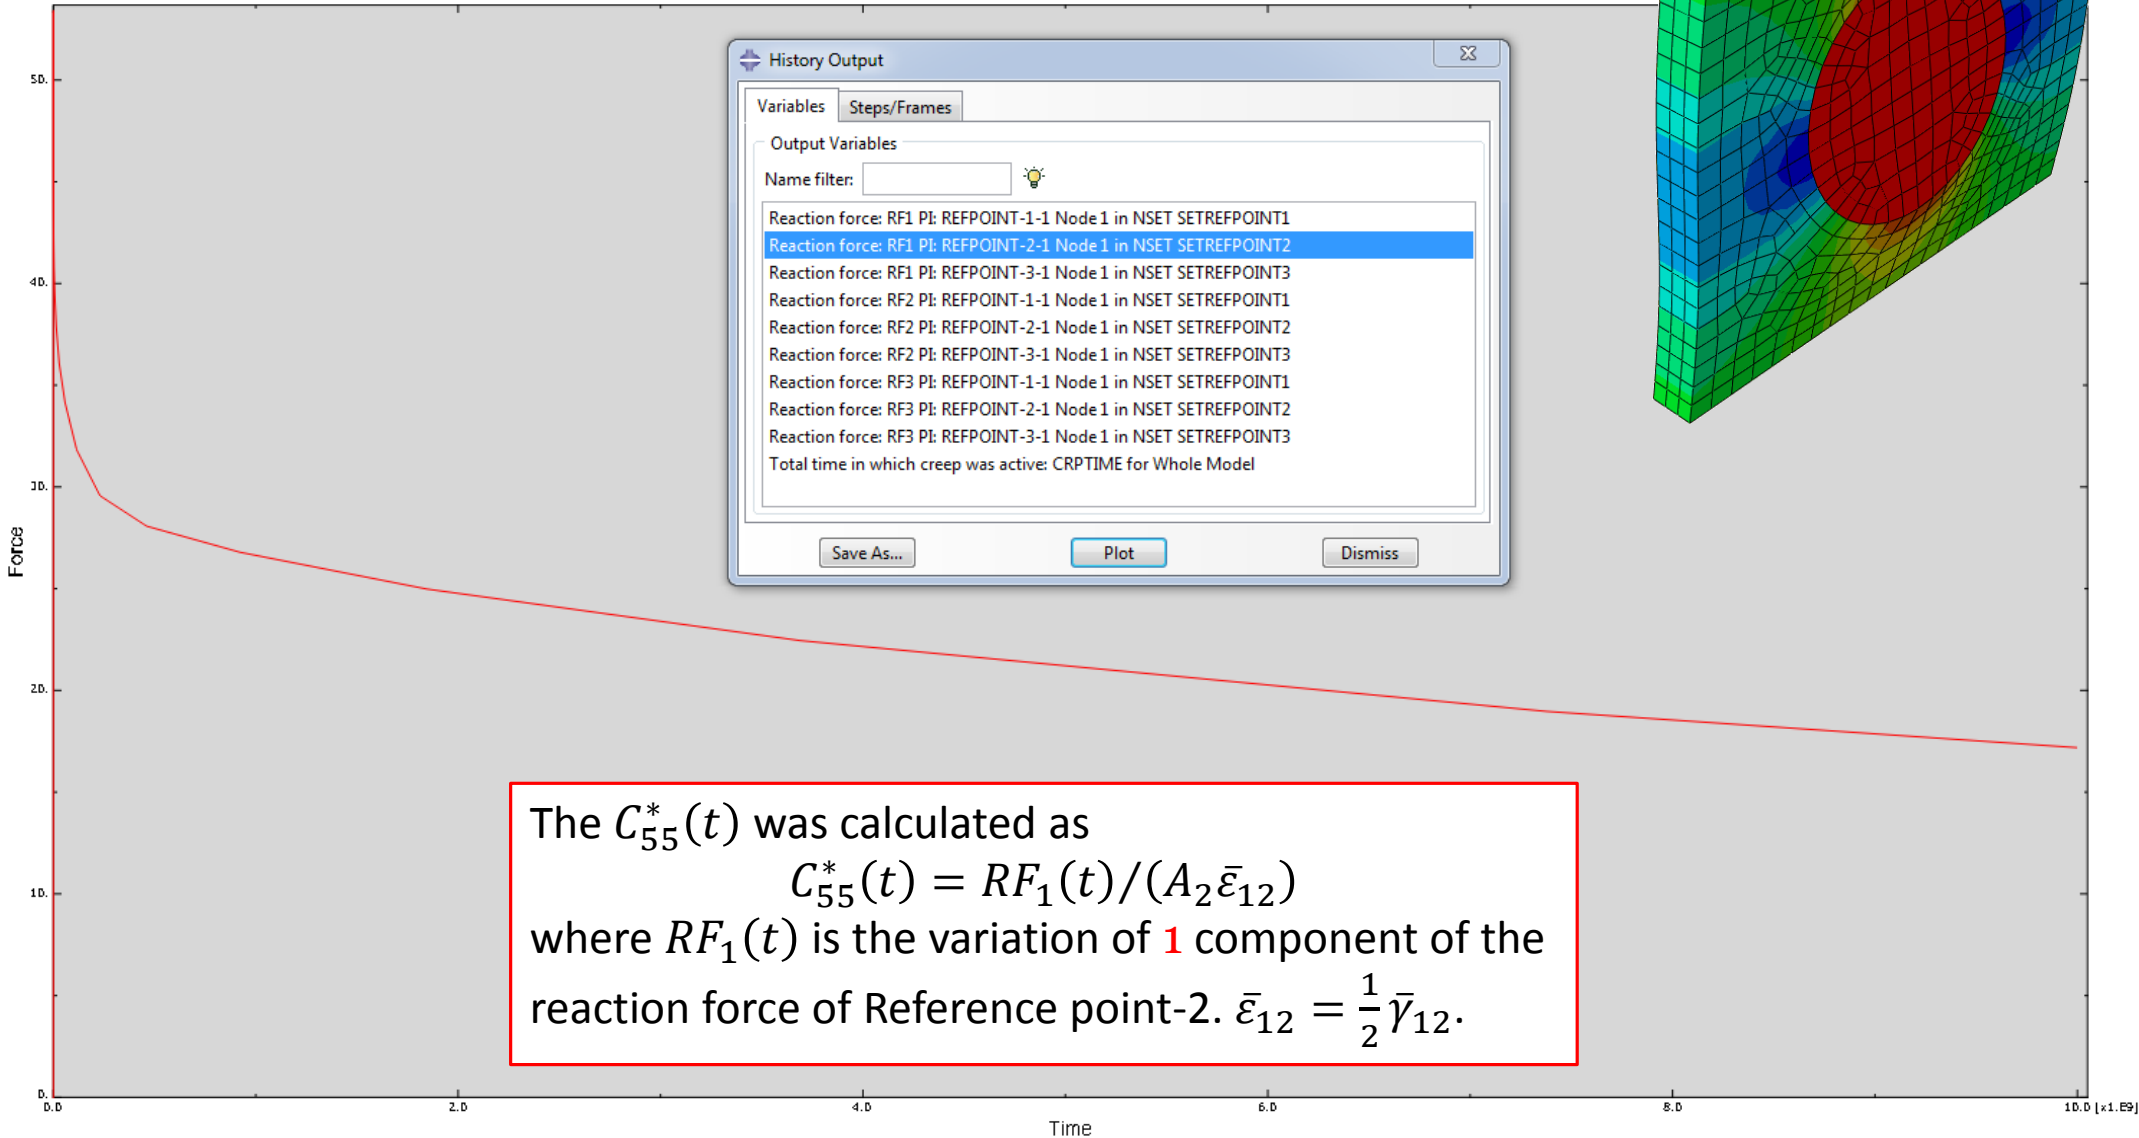 History Output
Variables Steps/Frames
Output Variables
Name filter:
Reaction force: RF1 PI: REFPOINT-1-1 Node 1 in NSET SETREFPOINT1
Reaction force: RF1 PI: REFPOINT-2-1 Node 1 in NSET SETREFPOINT2
Reaction force: RF1 PI: REFPOINT-3-1 Node 1 in NSET SETREFPOINT3
Reaction force: RF2 PI: REFPOINT-1-1 Node 1 in NSET SETREFPOINT1
Reaction force: RF2 PI: REFPOINT-2-1 Node 1 in NSET SETREFPOINT2
Reaction force: RF2 PI: REFPOINT-3-1 Node 1 in NSET SETREFPOINT3
Reaction force: RF3 PI: REFPOINT-1-1 Node 1 in NSET SETREFPOINT1
Reaction force: RF3 PI: REFPOINT-2-1 Node 1 in NSET SETREFPOINT2
Reaction force: RF3 PI: REFPOINT-3-1 Node 1 in NSET SETREFPOINT3
Total time in which creep was active: CRPTIME for Whole Model
Save As... Plot Dismiss
50.
40.
30.
20.
10.
0.
Force
The C*₅₅(t) was calculated as
C*₅₅(t) = RF₁(t)/(A₂ε̄₁₂)
where RF₁(t) is the variation of 1 component of the
reaction force of Reference point-2. ε̄₁₂ = ½ γ̄₁₂.
0.0 2.0 4.0 6.0 8.0 10.0 [x1.E9]
Time